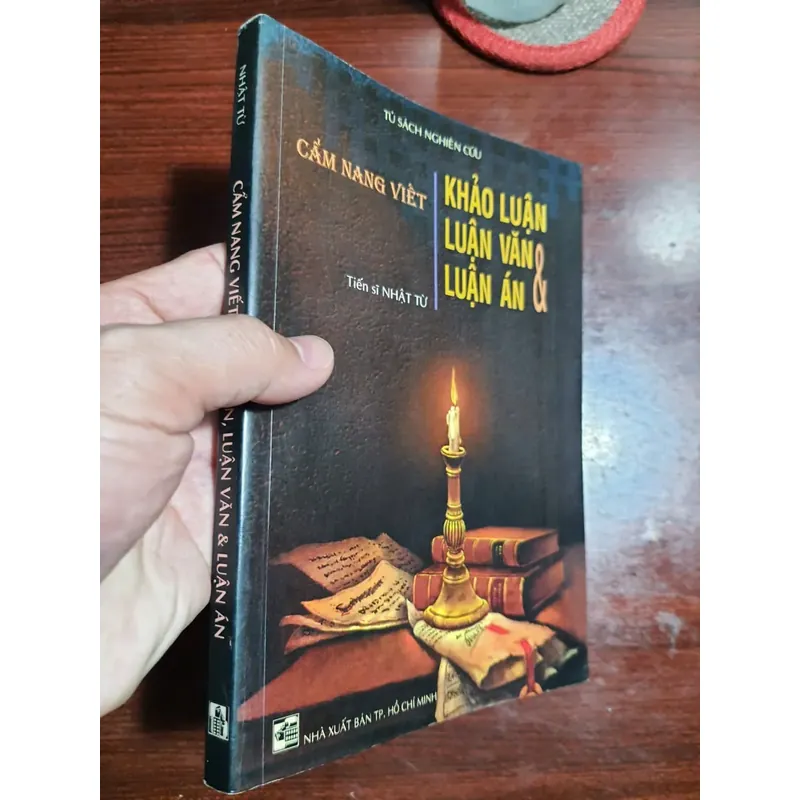 NHẬT TỪ
CẨM NANG VIẾT
N, LUẬN VĂN & LUẬN ÁN
TỦ SÁCH NGHIÊN CỨU
CẨM NANG VIẾT
KHẢO LUẬN
LUẬN VĂN
& LUẬN ÁN
Tiến sĩ NHẬT TỪ
NHÀ XUẤT BẢN TP. HỒ CHÍ MINH